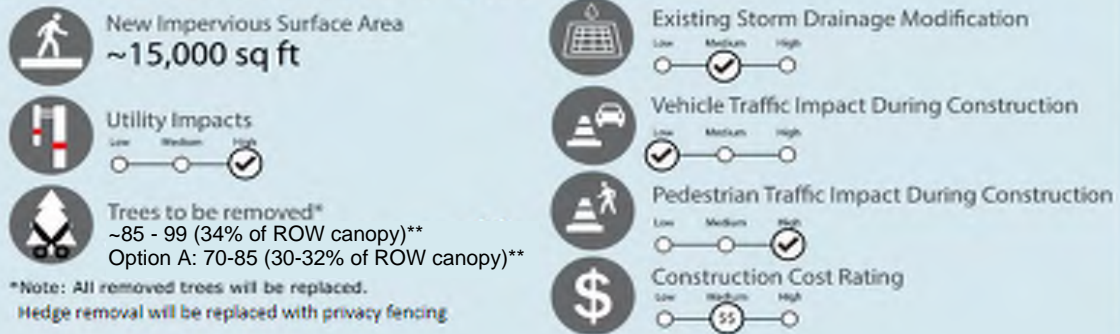 New Impervious Surface Area
~15,000 sq ft
Utility Impacts
Low Medium High
Trees to be removed*
~85 - 99 (34% of ROW canopy)**
Option A: 70-85 (30-32% of ROW canopy)**
*Note: All removed trees will be replaced.
Hedge removal will be replaced with privacy fencing
Existing Storm Drainage Modification
Low Medium High
Vehicle Traffic Impact During Construction
Low Medium High
Pedestrian Traffic Impact During Construction
Low Medium High
$
Construction Cost Rating
Low Medium High
$$